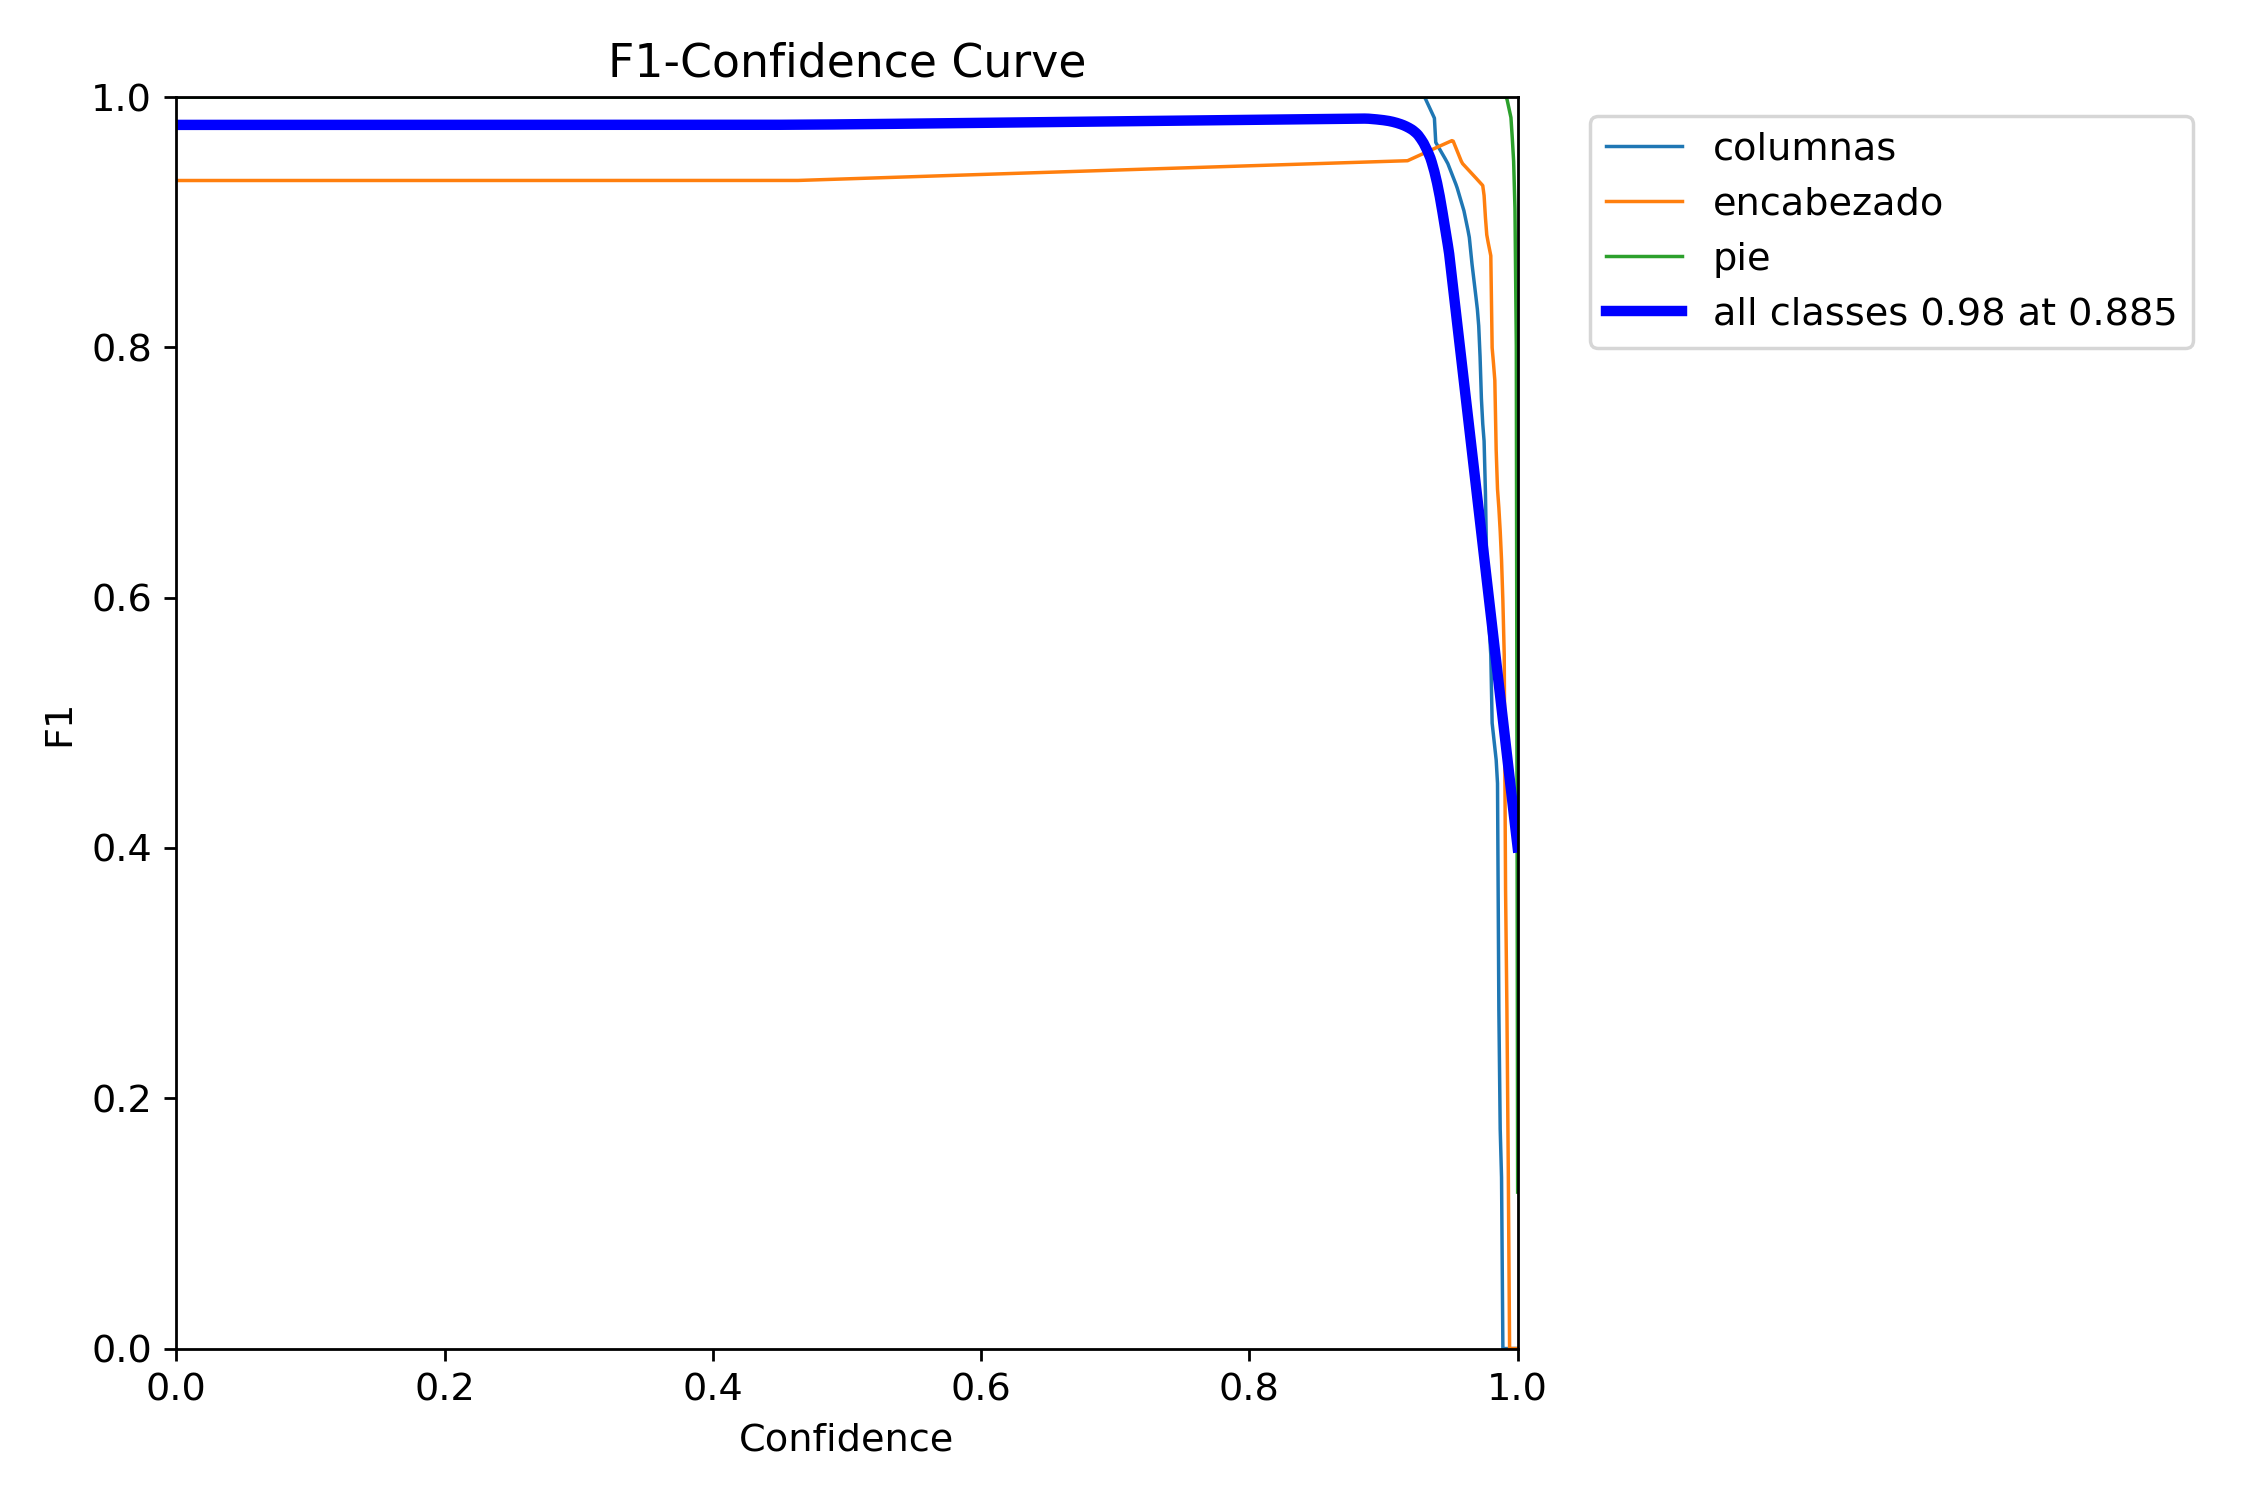 F1-Confidence Curve
1.0
0.8
0.6
0.4
0.2
0.0
F1
0.0 0.2 0.4 0.6 0.8 1.0
Confidence
columnas
encabezado
pie
all classes 0.98 at 0.885